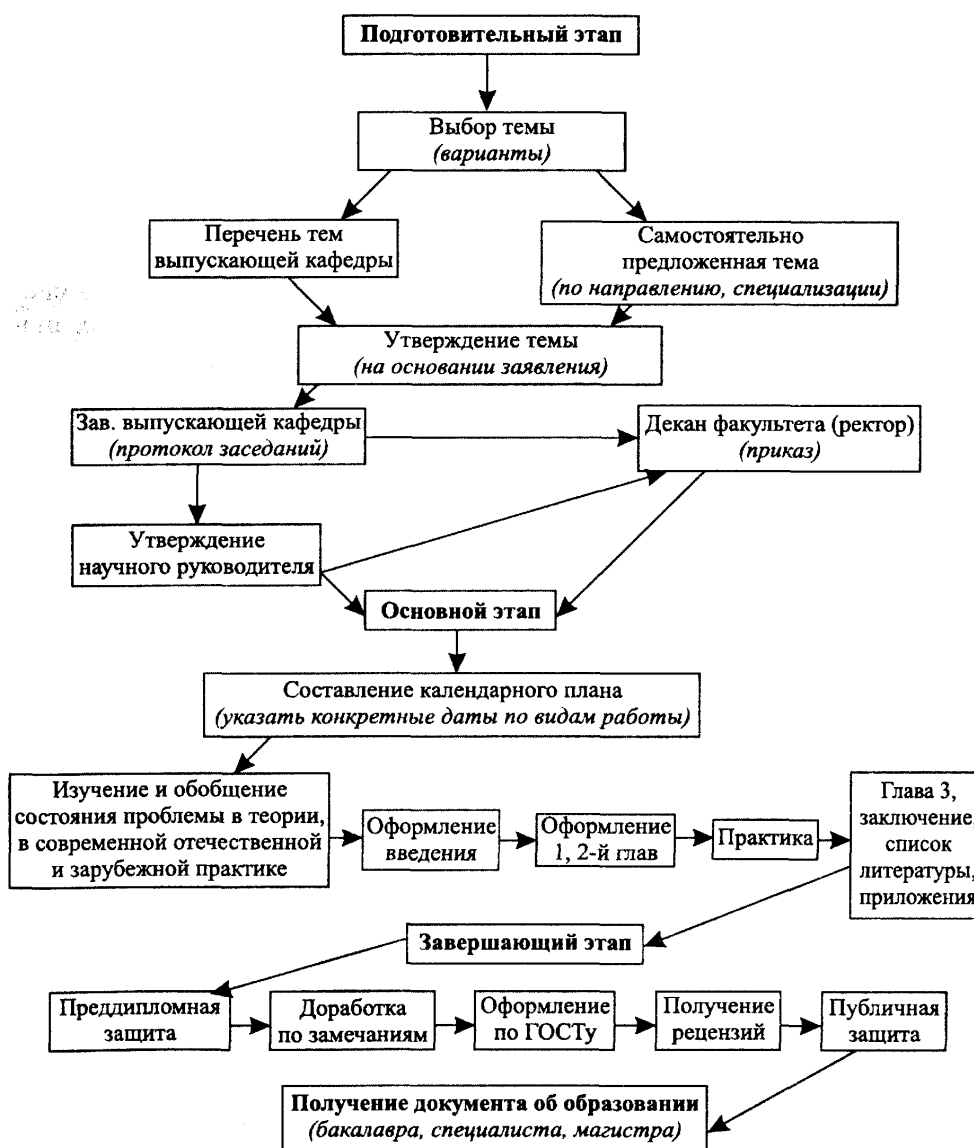 Подготовительный этап
Выбор темы
(варианты)
Перечень тем
выпускающей кафедры
Самостоятельно
предложенная тема
(по направлению, специализации)
Утверждение темы
(на основании заявления)
Зав. выпускающей кафедры
(протокол заседаний)
Декан факультета (ректор)
(приказ)
Утверждение
научного руководителя
Основной этап
Составление календарного плана
(указать конкретные даты по видам работы)
Изучение и обобщение
состояния проблемы в теории,
в современной отечественной
и зарубежной практике
Оформление
введения
Оформление
1, 2-й глав
Практика
Глава 3,
заключение,
список
литературы,
приложения
Завершающий этап
Преддипломная
защита
Доработка
по замечаниям
Оформление
по ГОСТу
Получение
рецензий
Публичная
защита
Получение документа об образовании
(бакалавра, специалиста, магистра)